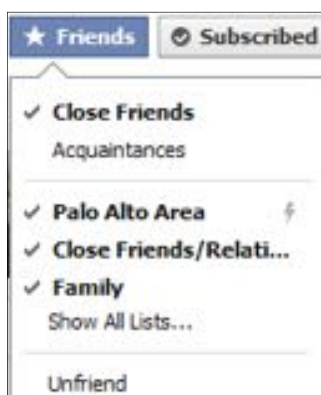 Friends Subscribed
Close Friends
Acquaintances
Palo Alto Area
Close Friends/Relati...
Family
Show All Lists...
Unfriend